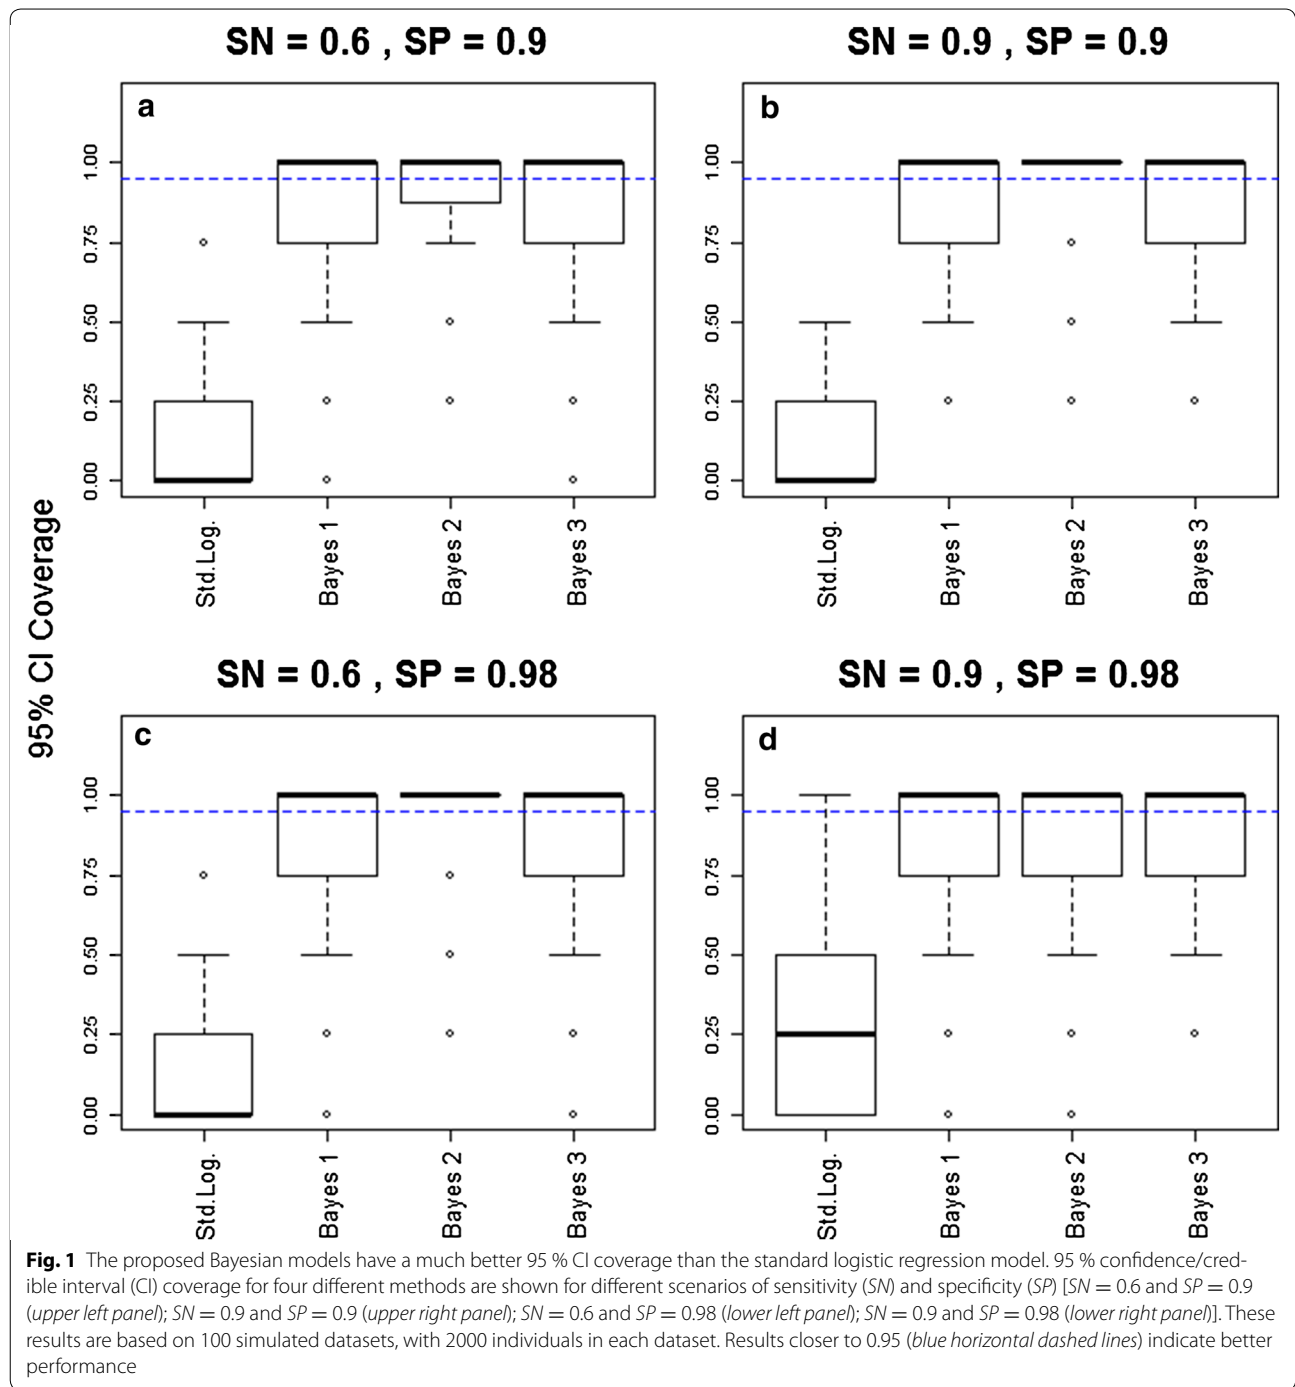 SN = 0.6 , SP = 0.9
a
1.00
0.75
0.50
0.25
0.00
Std.Log.
Bayes 1
Bayes 2
Bayes 3
SN = 0.9 , SP = 0.9
b
1.00
0.75
0.50
0.25
0.00
Std.Log.
Bayes 1
Bayes 2
Bayes 3
95% CI Coverage
SN = 0.6 , SP = 0.98
c
1.00
0.75
0.50
0.25
0.00
Std.Log.
Bayes 1
Bayes 2
Bayes 3
SN = 0.9 , SP = 0.98
d
1.00
0.75
0.50
0.25
0.00
Std.Log.
Bayes 1
Bayes 2
Bayes 3
Fig. 1 The proposed Bayesian models have a much better 95 % CI coverage than the standard logistic regression model. 95 % confidence/cred-
ible interval (CI) coverage for four different methods are shown for different scenarios of sensitivity (SN) and specificity (SP) [SN = 0.6 and SP = 0.9
(upper left panel); SN = 0.9 and SP = 0.9 (upper right panel); SN = 0.6 and SP = 0.98 (lower left panel); SN = 0.9 and SP = 0.98 (lower right panel)]. These
results are based on 100 simulated datasets, with 2000 individuals in each dataset. Results closer to 0.95 (blue horizontal dashed lines) indicate better
performance